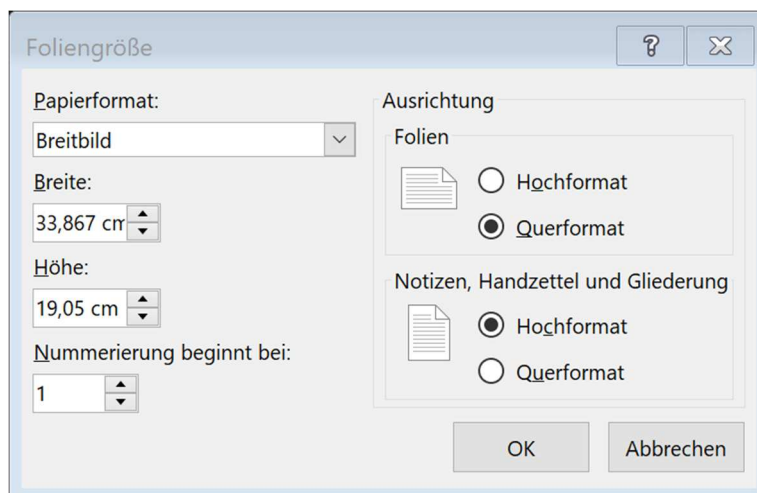 Foliengröße
Papierformat:
Breitbild
Breite:
33,867 cm
Höhe:
19,05 cm
Nummerierung beginnt bei:
1
Ausrichtung
Folien
Hochformat
Querformat
Notizen, Handzettel und Gliederung
Hochformat
Querformat
OK
Abbrechen